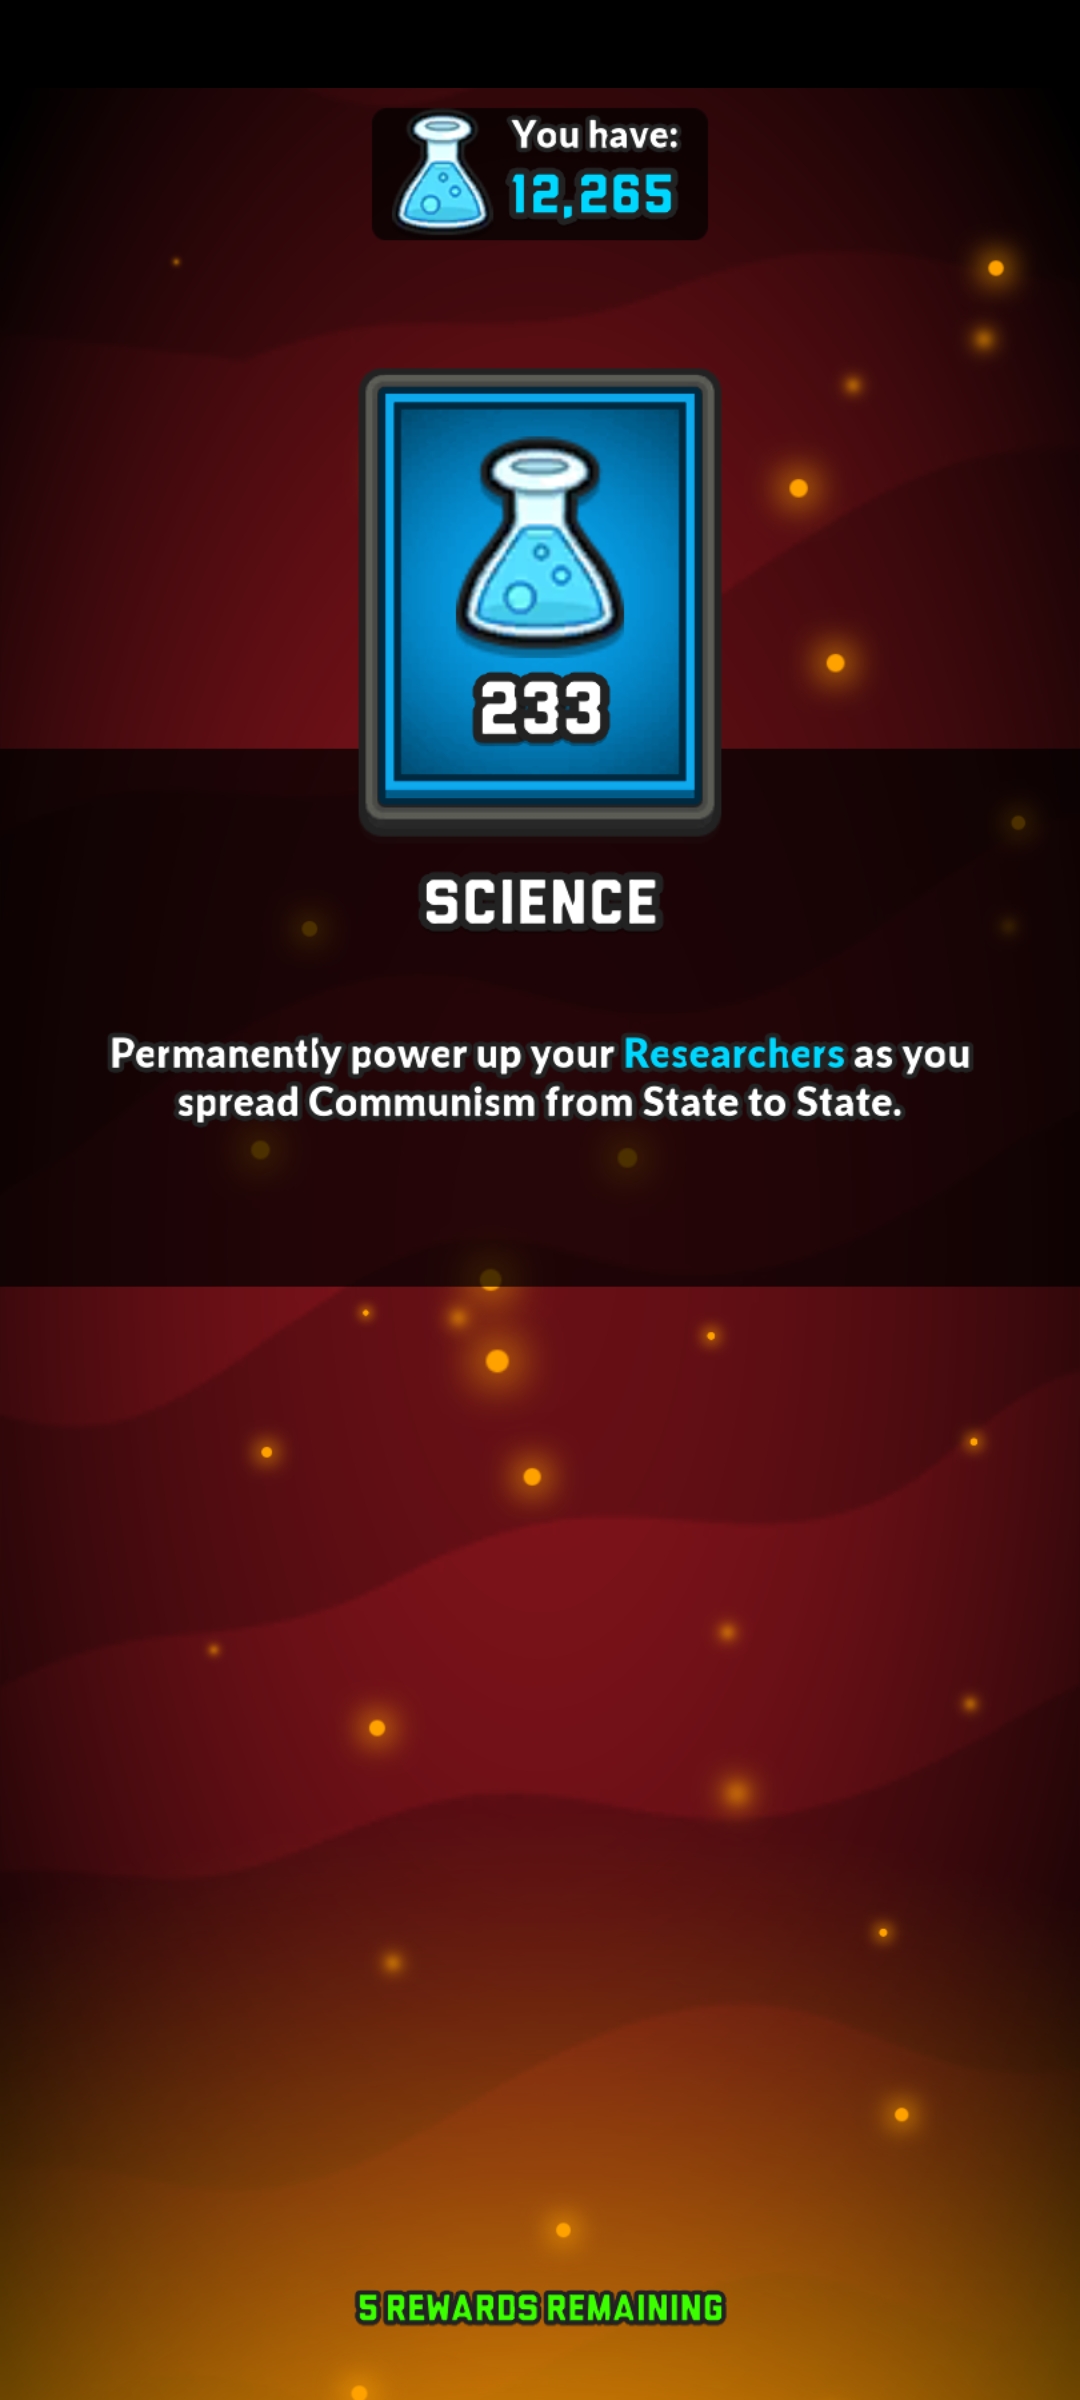 You have:
12,265
233
SCIENCE
Permanently power up your Researchers as you
spread Communism from State to State.
5 REWARDS REMAINING